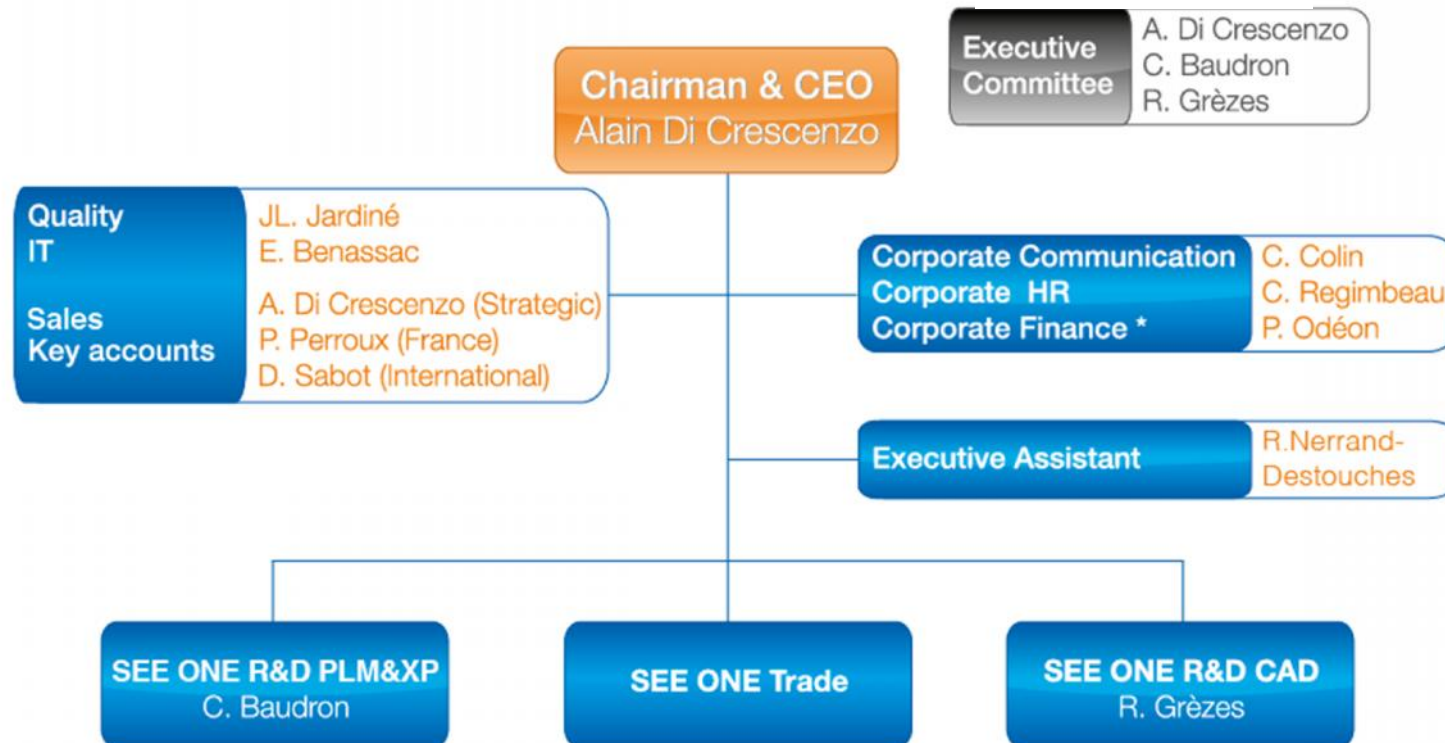 Executive
Committee
A. Di Crescenzo
C. Baudron
R. Grèzes
Chairman & CEO
Alain Di Crescenzo
Quality
IT
Sales
Key accounts
JL. Jardiné
E. Benassac
A. Di Crescenzo (Strategic)
P. Perroux (France)
D. Sabot (International)
Corporate Communication
Corporate HR
Corporate Finance *
C. Colin
C. Regimbeau
P. Odéon
Executive Assistant
R.Nerrand-
Destouches
SEE ONE R&D PLM&XP
C. Baudron
SEE ONE Trade
SEE ONE R&D CAD
R. Grèzes